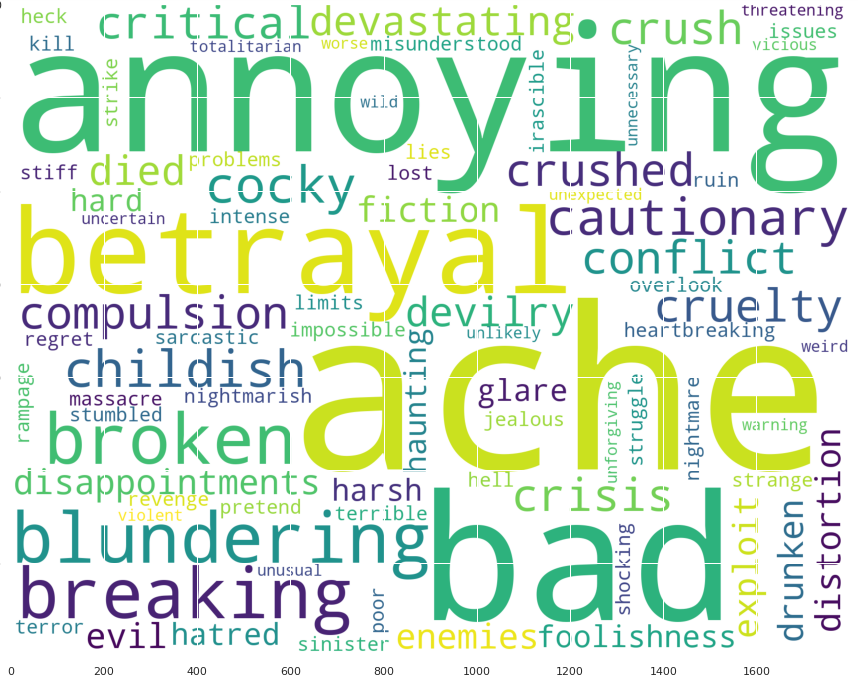 heck
critical
devastating
crush
threatening
issues
kill
totalitarian
worse
misunderstood
vicious
annoying
strike
wild
irascible
unnecessary
stiff
died
problems
lies
lost
crushed
ruin
hard
cocky
unexpected
uncertain
intense
fiction
cautionary
betrayal
conflict
overlook
compulsion
limits
devilry
cruelty
regret
sarcastic
impossible
unlikely
heartbreaking
weird
childish
ache
rampage
massacre
nightmarish
haunting
glare
stumbled
jealous
unforgiving
struggle
nightmare
warning
broken
disappointments
harsh
hell
strange
revenge
pretend
crisis
violent
terrible
exploit
drunken
distortion
blundering
bad
shocking
breaking
unusual
poor
terror
evil
hatred
sinister
enemies
foolishness
0 200 400 600 800 1000 1200 1400 1600